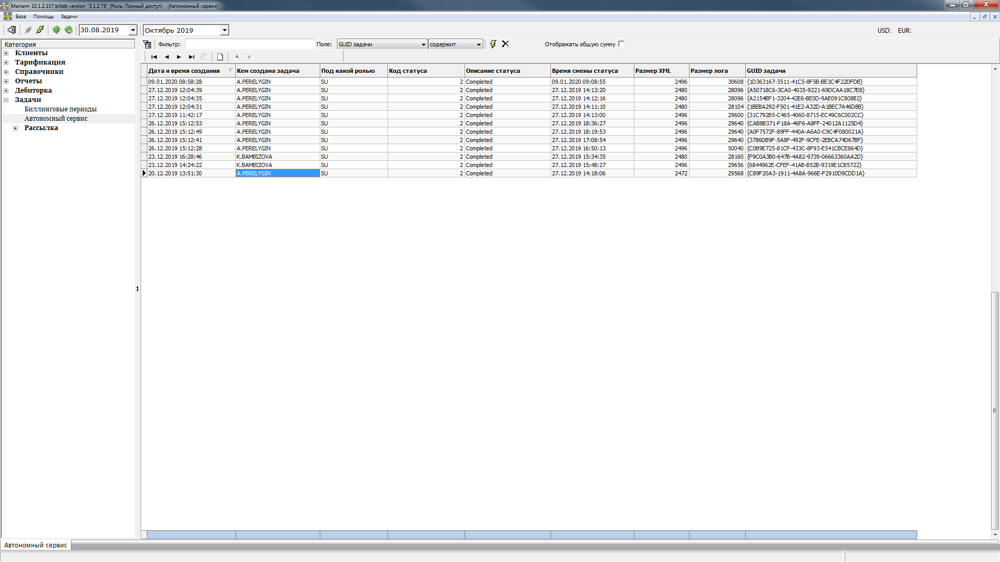 Mariann 10.1.2.157:billdb version "3.1.2.78" (Роль: Полный доступ) - [Автономный сервис]
База Помощь Задачи
30.08.2019 Октябрь 2019 USD: EUR:
Категория
Клиенты
Тарификация
Справочники
Отчеты
Дебиторка
Задачи
Биллинговые периоды
Автономный сервис
Рассылка
Фильтр: Поле: GUID задачи содержит Отображать общую сумму
Дата и время создания Кем создана задача Под какой ролью Код статуса Описание статуса Время смены статуса Размер XML Размер лога GUID задачи
09.01.2020 08:58:28 A.PERELYGIN SU 2 Completed 09.01.2020 09:08:55 2496 30608 {1D363167-3511-41C5-8F5B-BE3C4F22DFDB}
27.12.2019 12:04:39 A.PERELYGIN SU 2 Completed 27.12.2019 14:13:20 2480 28096 {A50718C6-3CA0-4035-9221-69DCAA18C7E8}
27.12.2019 12:04:35 A.PERELYGIN SU 2 Completed 27.12.2019 14:12:16 2480 28096 {A2154BF1-3204-42E6-BE0D-9AE091C808B2}
27.12.2019 12:04:31 A.PERELYGIN SU 2 Completed 27.12.2019 14:11:10 2480 28104 {1BEBA292-F501-41E2-A32D-A1BEC7A46D8B}
27.12.2019 11:42:17 A.PERELYGIN SU 2 Completed 27.12.2019 14:13:00 2496 29600 {31C792B5-C465-4060-8715-EC49C6C002CC}
26.12.2019 15:12:53 A.PERELYGIN SU 2 Completed 27.12.2019 18:36:27 2496 29640 {CAB8B371-F18A-46F6-A8FF-24012A1125D4}
26.12.2019 15:12:49 A.PERELYGIN SU 2 Completed 27.12.2019 18:19:53 2496 29640 {A0F7572F-89FF-440A-A6A0-C9C4F080021A}
26.12.2019 15:12:41 A.PERELYGIN SU 2 Completed 27.12.2019 17:08:54 2496 29640 {3786DB9F-5A8F-492F-9CFE-2EBCA74D67BF}
26.12.2019 15:12:28 A.PERELYGIN SU 2 Completed 27.12.2019 16:50:13 2496 50040 {C0B9E725-81CF-433C-8F93-E541CBCE864D}
23.12.2019 16:28:46 K.BAMBIZOVA SU 2 Completed 27.12.2019 15:34:35 2480 28160 {F9C0A3B0-647B-4A82-9739-06663360AA2D}
23.12.2019 14:24:22 K.BAMBIZOVA SU 2 Completed 27.12.2019 15:48:27 2496 29656 {6844962E-CFEF-41AB-B52B-9319E1CB5722}
20.12.2019 13:51:30 A.PERELYGIN SU 2 Completed 27.12.2019 14:18:06 2472 29568 {C89F20A3-1911-4A8A-966E-F2910D9CDD1A}
Автономный сервис